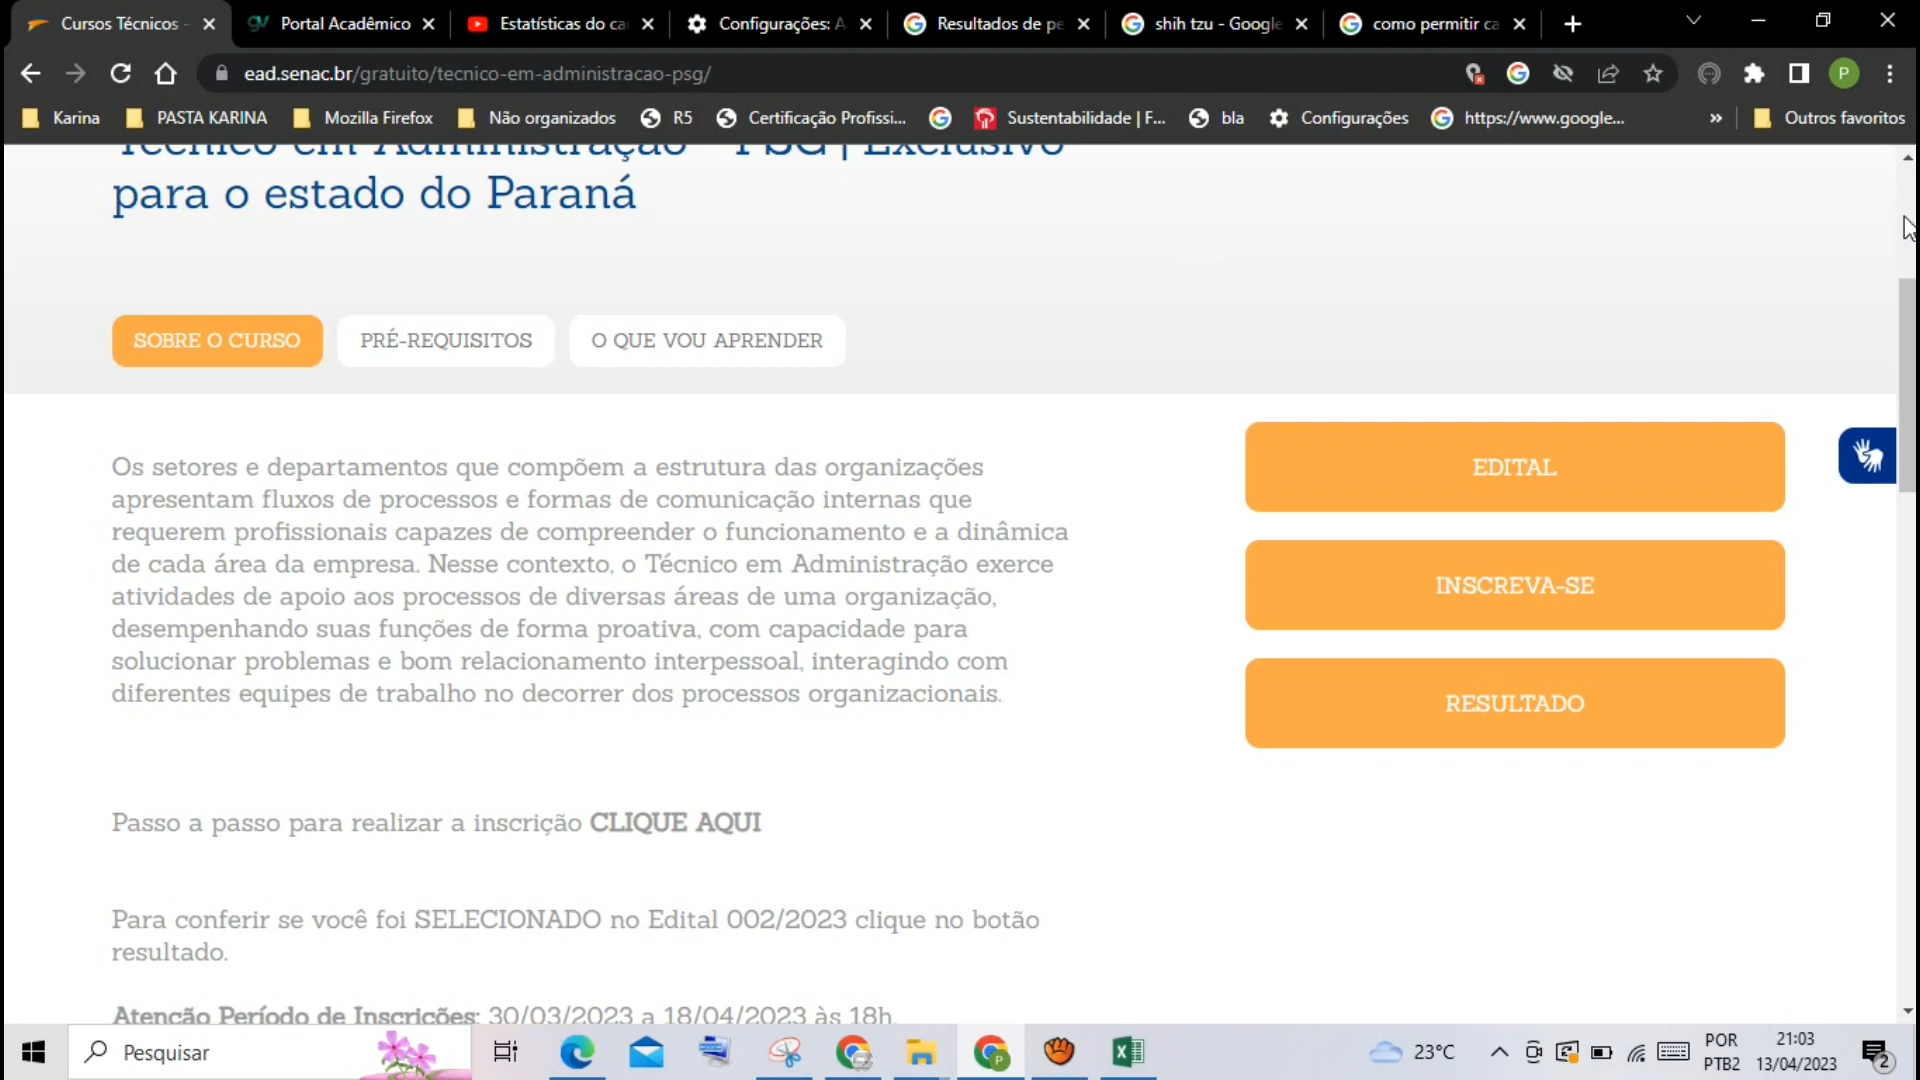 Cursos Técnicos -
Portal Acadêmico
Estatísticas do ca
Configurações: A
Resultados de pe
shih tzu - Google
como permitir ca
ead.senac.br/gratuito/tecnico-em-administracao-psg/
P
Karina
PASTA KARINA
Mozilla Firefox
Não organizados
R5
Certificação Profissi...
Sustentabilidade | F...
bla
Configurações
https://www.google...
»
Outros favoritos
Técnico em Administração - PSG | Exclusivo
para o estado do Paraná
SOBRE O CURSO
PRÉ-REQUISITOS
O QUE VOU APRENDER
Os setores e departamentos que compõem a estrutura das organizações
apresentam fluxos de processos e formas de comunicação internas que
requerem profissionais capazes de compreender o funcionamento e a dinâmica
de cada área da empresa. Nesse contexto, o Técnico em Administração exerce
atividades de apoio aos processos de diversas áreas de uma organização,
desempenhando suas funções de forma proativa, com capacidade para
solucionar problemas e bom relacionamento interpessoal, interagindo com
diferentes equipes de trabalho no decorrer dos processos organizacionais.
EDITAL
INSCREVA-SE
RESULTADO
Passo a passo para realizar a inscrição CLIQUE AQUI
Para conferir se você foi SELECIONADO no Edital 002/2023 clique no botão
resultado.
Atenção Período de Inscrições: 30/03/2023 a 18/04/2023 às 18h.
Pesquisar
23°C
POR
PTB2
21:03
13/04/2023
2